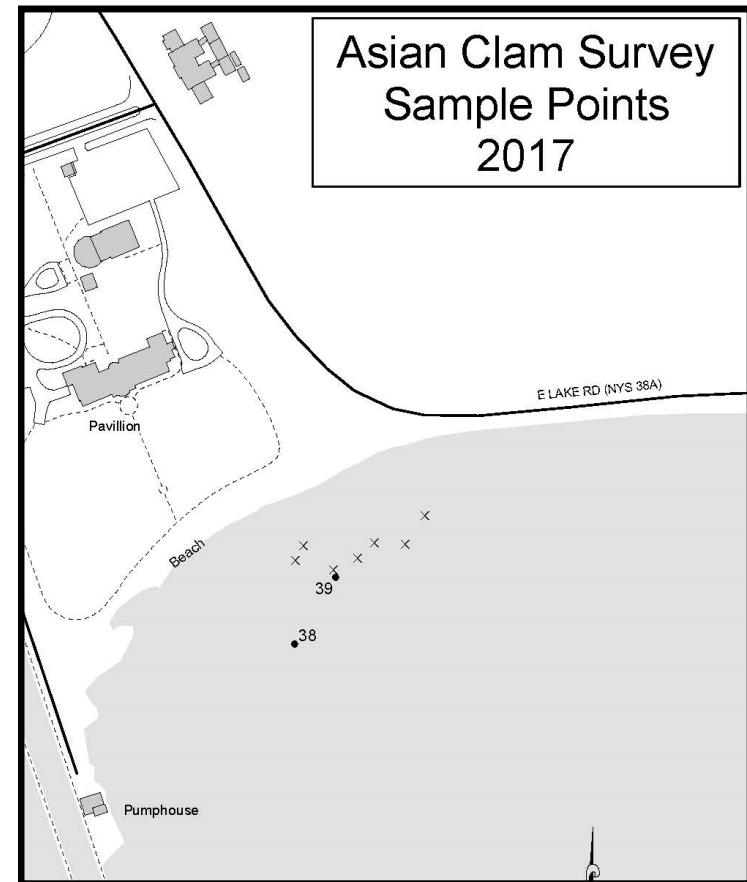 Asian Clam Survey
Sample Points
2017
E LAKE RD (NYS 38A)
Pavillion
Beach
39
38
Pumphouse